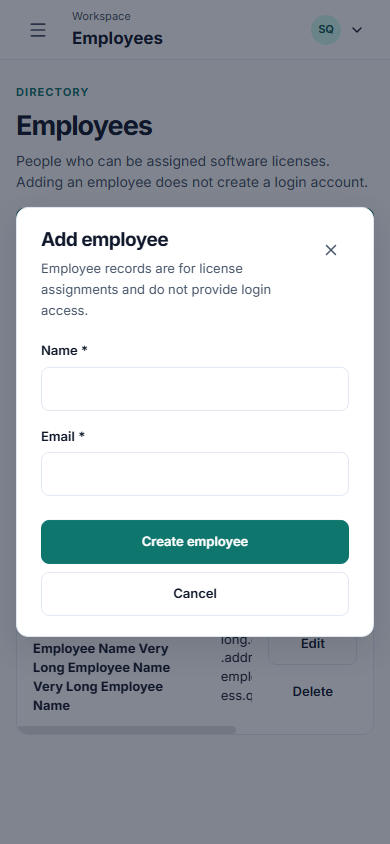 Workspace
Employees
SQ
DIRECTORY
Employees
People who can be assigned software licenses.
Adding an employee does not create a login account.
Add employee
Employee records are for license
assignments and do not provide login
access.
Name *
Email *
Create employee
Cancel
Employee Name Very
Long Employee Name
Very Long Employee
Name
long.
.addr
empl
ess.q
Edit
Delete